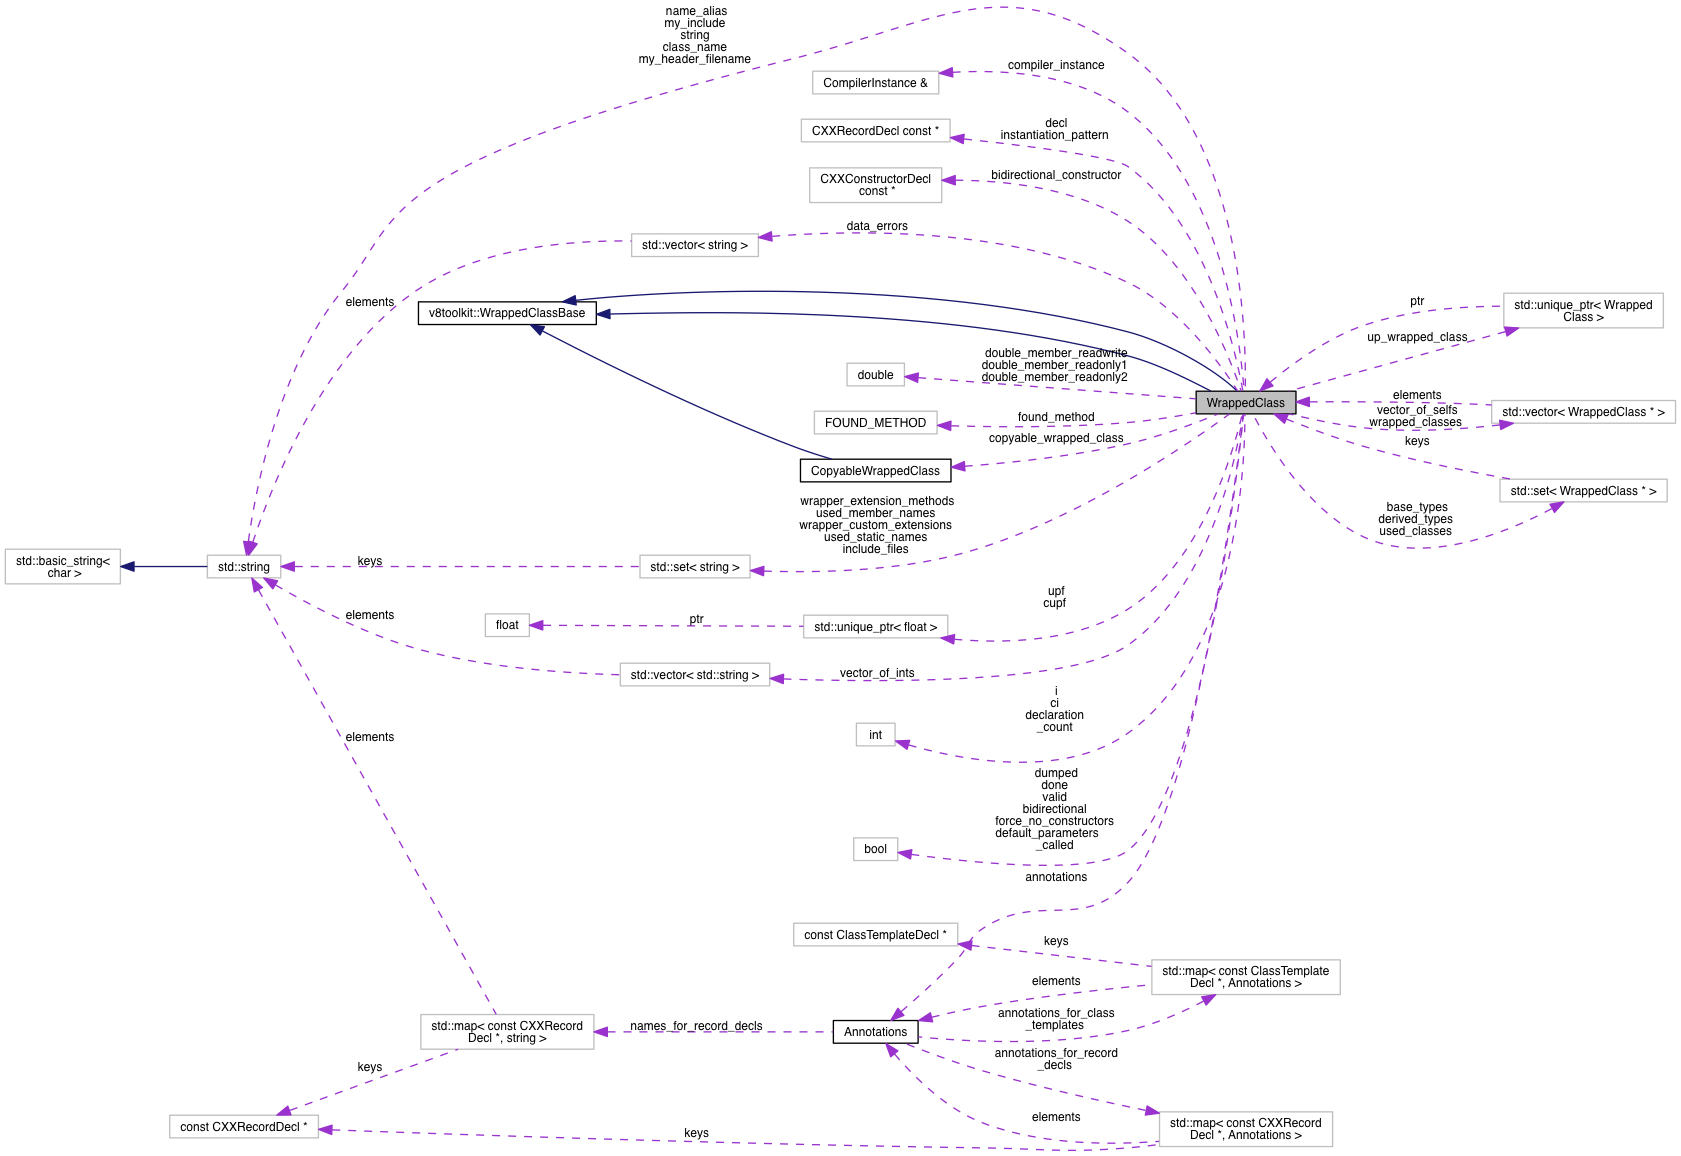 name_alias
my_include
string
class_name
my_header_filename
compiler_instance
CompilerInstance &
decl
instantiation_pattern
CXXRecordDecl const *
bidirectional_constructor
CXXConstructorDecl
const *
data_errors
std::vector< string >
elements
v8toolkit::WrappedClassBase
ptr
std::unique_ptr< Wrapped
Class >
up_wrapped_class
double_member_readwrite
double_member_readonly1
double_member_readonly2
double
WrappedClass
elements
vector_of_selfs
wrapped_classes
std::vector< WrappedClass * >
found_method
FOUND_METHOD
copyable_wrapped_class
CopyableWrappedClass
keys
std::set< WrappedClass * >
base_types
derived_types
used_classes
wrapper_extension_methods
used_member_names
wrapper_custom_extensions
used_static_names
include_files
std::basic_string<
char >
std::string
keys
std::set< string >
upf
cupf
elements
float
ptr
std::unique_ptr< float >
std::vector< std::string >
vector_of_ints
i
ci
declaration
_count
int
elements
dumped
done
valid
bidirectional
force_no_constructors
default_parameters
_called
bool
annotations
const ClassTemplateDecl *
keys
std::map< const ClassTemplate
Decl *, Annotations >
elements
annotations_for_class
_templates
std::map< const CXXRecord
Decl *, string >
names_for_record_decls
Annotations
annotations_for_record
_decls
keys
const CXXRecordDecl *
elements
keys
std::map< const CXXRecord
Decl *, Annotations >